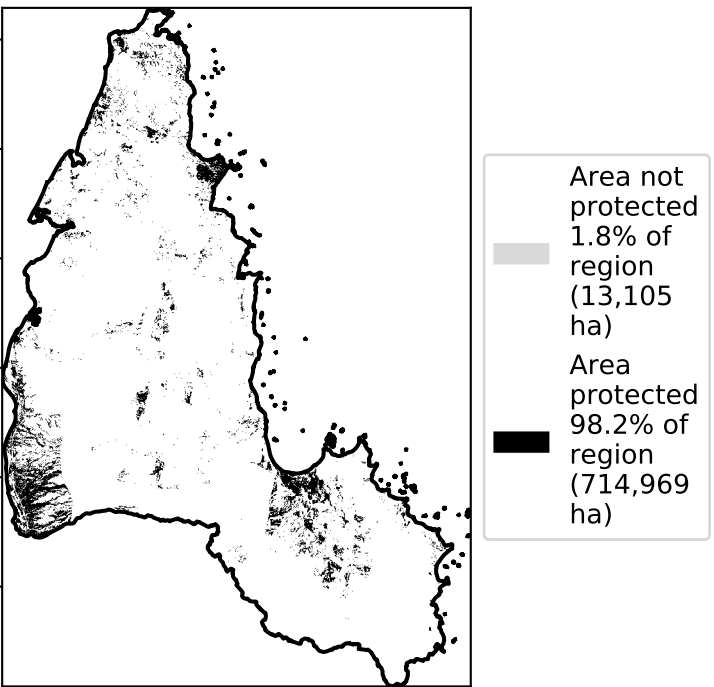 Area not
protected
1.8% of
region
(13,105
ha)
Area
protected
98.2% of
region
(714,969
ha)